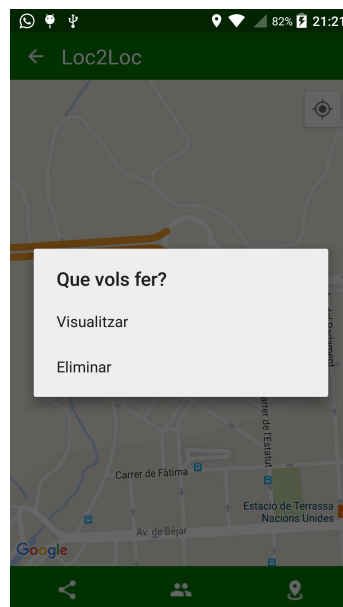 82% 21:21
Loc2Loc
Que vols fer?
Visualitzar
Eliminar
Carrer de l'Estatut
Carrer de Fàtima
Estació de Terrassa
Nacions Unides
Av. de Béjar
Google